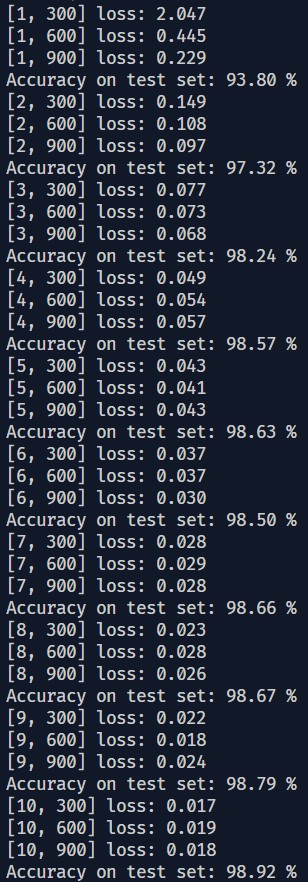 [1, 300] loss: 2.047
[1, 600] loss: 0.445
[1, 900] loss: 0.229
Accuracy on test set: 93.80 %
[2, 300] loss: 0.149
[2, 600] loss: 0.108
[2, 900] loss: 0.097
Accuracy on test set: 97.32 %
[3, 300] loss: 0.077
[3, 600] loss: 0.073
[3, 900] loss: 0.068
Accuracy on test set: 98.24 %
[4, 300] loss: 0.049
[4, 600] loss: 0.054
[4, 900] loss: 0.057
Accuracy on test set: 98.57 %
[5, 300] loss: 0.043
[5, 600] loss: 0.041
[5, 900] loss: 0.043
Accuracy on test set: 98.63 %
[6, 300] loss: 0.037
[6, 600] loss: 0.037
[6, 900] loss: 0.030
Accuracy on test set: 98.50 %
[7, 300] loss: 0.028
[7, 600] loss: 0.029
[7, 900] loss: 0.028
Accuracy on test set: 98.66 %
[8, 300] loss: 0.023
[8, 600] loss: 0.028
[8, 900] loss: 0.026
Accuracy on test set: 98.67 %
[9, 300] loss: 0.022
[9, 600] loss: 0.018
[9, 900] loss: 0.024
Accuracy on test set: 98.79 %
[10, 300] loss: 0.017
[10, 600] loss: 0.019
[10, 900] loss: 0.018
Accuracy on test set: 98.92 %